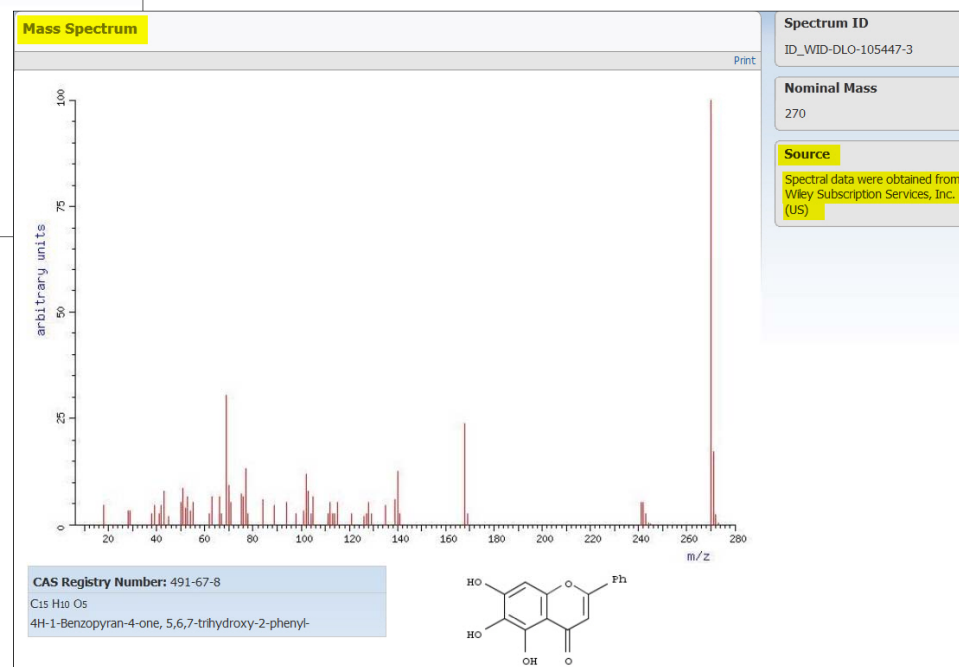 Mass Spectrum
Print
Spectrum ID
ID_WID-DLO-105447-3
Nominal Mass
270
Source
Spectral data were obtained from
Wiley Subscription Services, Inc.
(US)
100
75
50
25
0
arbitrary units
20 40 60 80 100 120 140 160 180 200 220 240 260 280
m/z
CAS Registry Number: 491-67-8
C15 H10 O5
4H-1-Benzopyran-4-one, 5,6,7-trihydroxy-2-phenyl-
HO O Ph
HO
OH O